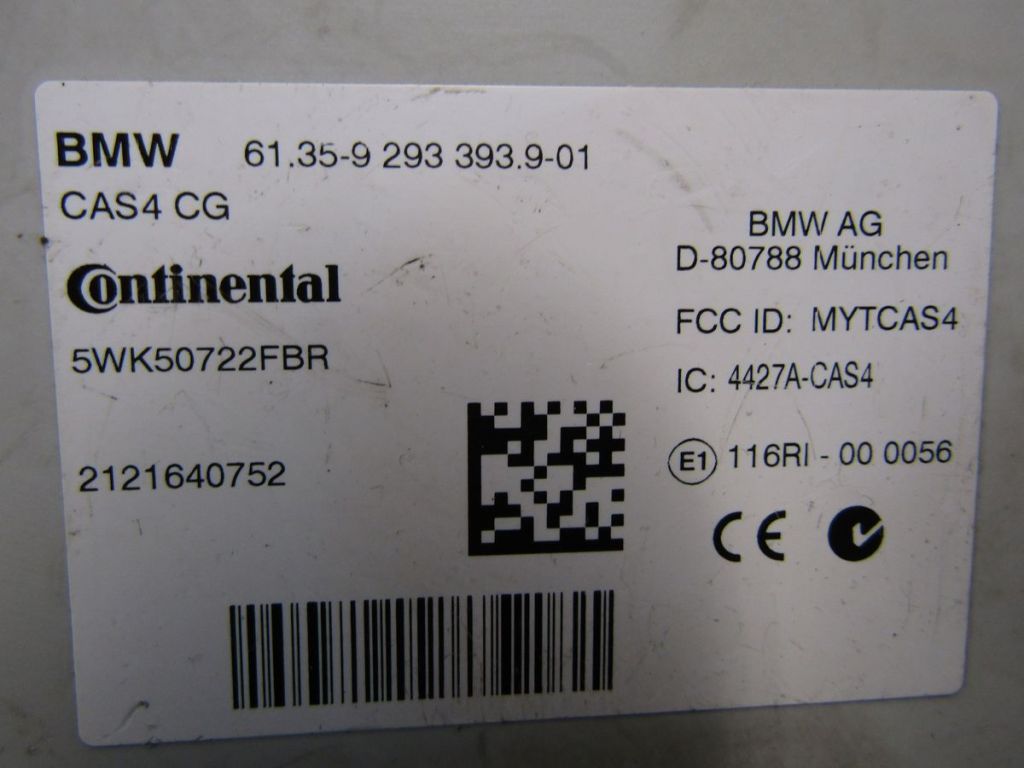 BMW 61.35-9 293 393.9-01
CAS4 CG
Continental
5WK50722FBR
2121640752
BMW AG
D-80788 München
FCC ID: MYTCAS4
IC: 4427A-CAS4
E1 116RI - 00 0056
CE